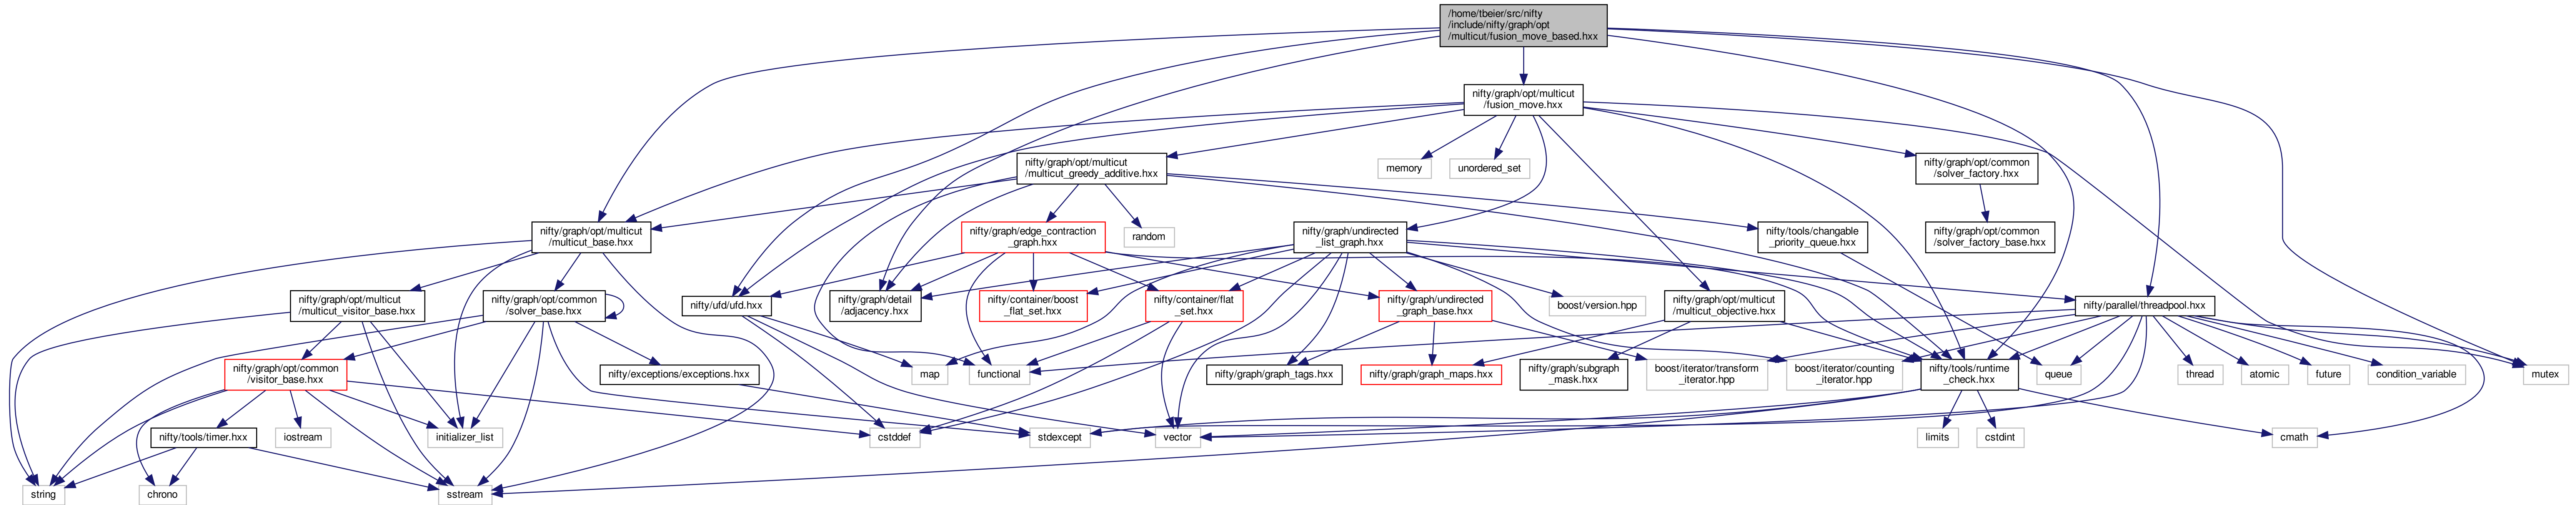 /home/tbeier/src/nifty
/include/nifty/graph/opt
/multicut/fusion_move_based.hxx
nifty/graph/opt/multicut
/fusion_move.hxx
nifty/graph/opt/multicut
/multicut_greedy_additive.hxx
memory
unordered_set
nifty/graph/opt/common
/solver_factory.hxx
nifty/graph/opt/multicut
/multicut_base.hxx
nifty/graph/edge_contraction
_graph.hxx
random
nifty/graph/undirected
_list_graph.hxx
nifty/tools/changable
_priority_queue.hxx
nifty/graph/opt/common
/solver_factory_base.hxx
nifty/graph/opt/multicut
/multicut_visitor_base.hxx
nifty/graph/opt/common
/solver_base.hxx
nifty/ufd/ufd.hxx
nifty/graph/detail
/adjacency.hxx
nifty/container/boost
_flat_set.hxx
nifty/container/flat
_set.hxx
nifty/graph/undirected
_graph_base.hxx
boost/version.hpp
nifty/graph/opt/multicut
/multicut_objective.hxx
nifty/parallel/threadpool.hxx
nifty/graph/opt/common
/visitor_base.hxx
nifty/exceptions/exceptions.hxx
map
functional
nifty/graph/graph_tags.hxx
nifty/graph/graph_maps.hxx
nifty/graph/subgraph
_mask.hxx
boost/iterator/transform
_iterator.hpp
boost/iterator/counting
_iterator.hpp
nifty/tools/runtime
_check.hxx
queue
thread
atomic
future
condition_variable
mutex
nifty/tools/timer.hxx
iostream
initializer_list
cstddef
stdexcept
vector
limits
cstdint
cmath
string
chrono
sstream